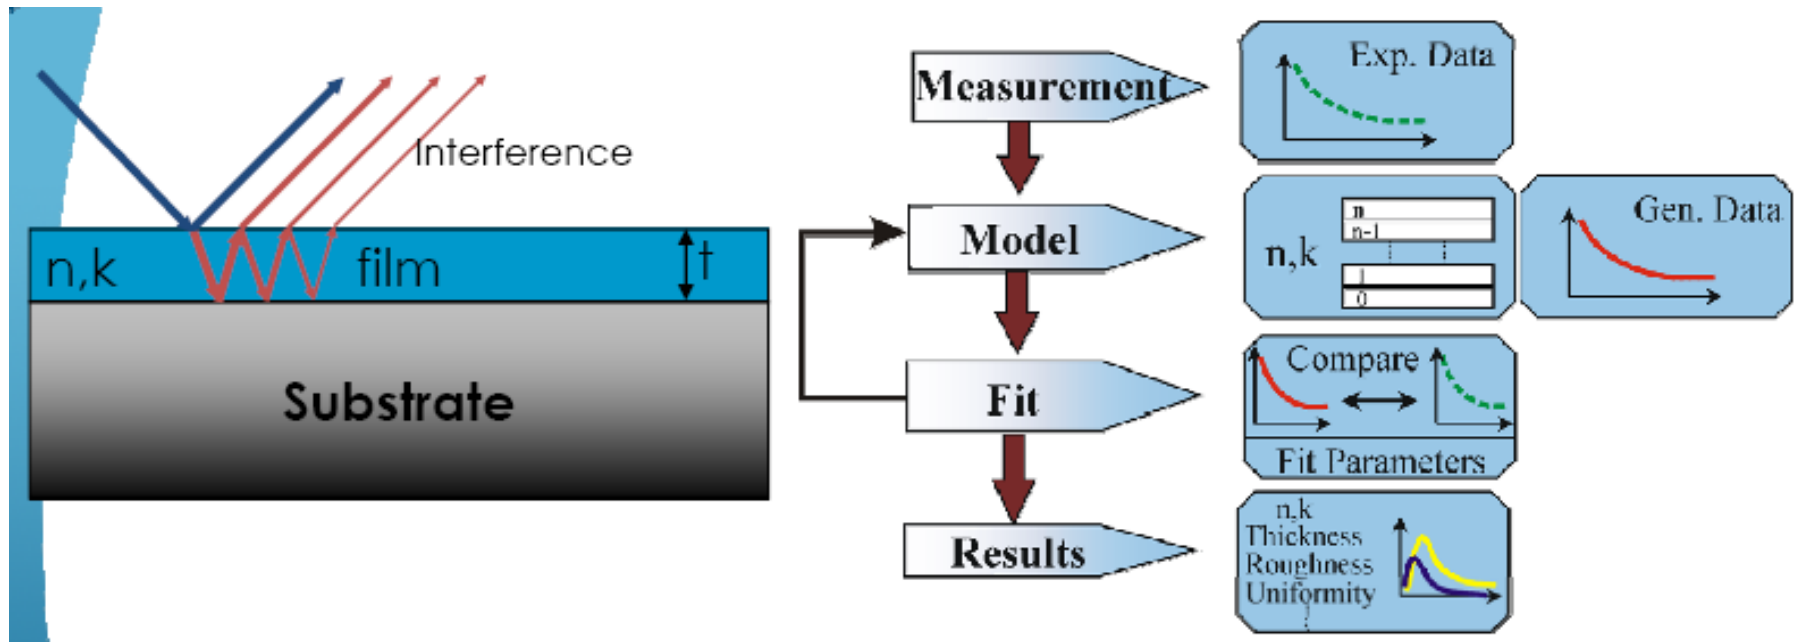 Interference
n,k
film
t
Substrate
Measurement
Exp. Data
Model
n,k
n
n-1
1
0
Gen. Data
Fit
Compare
Fit Parameters
Results
n,k
Thickness
Roughness
Uniformity